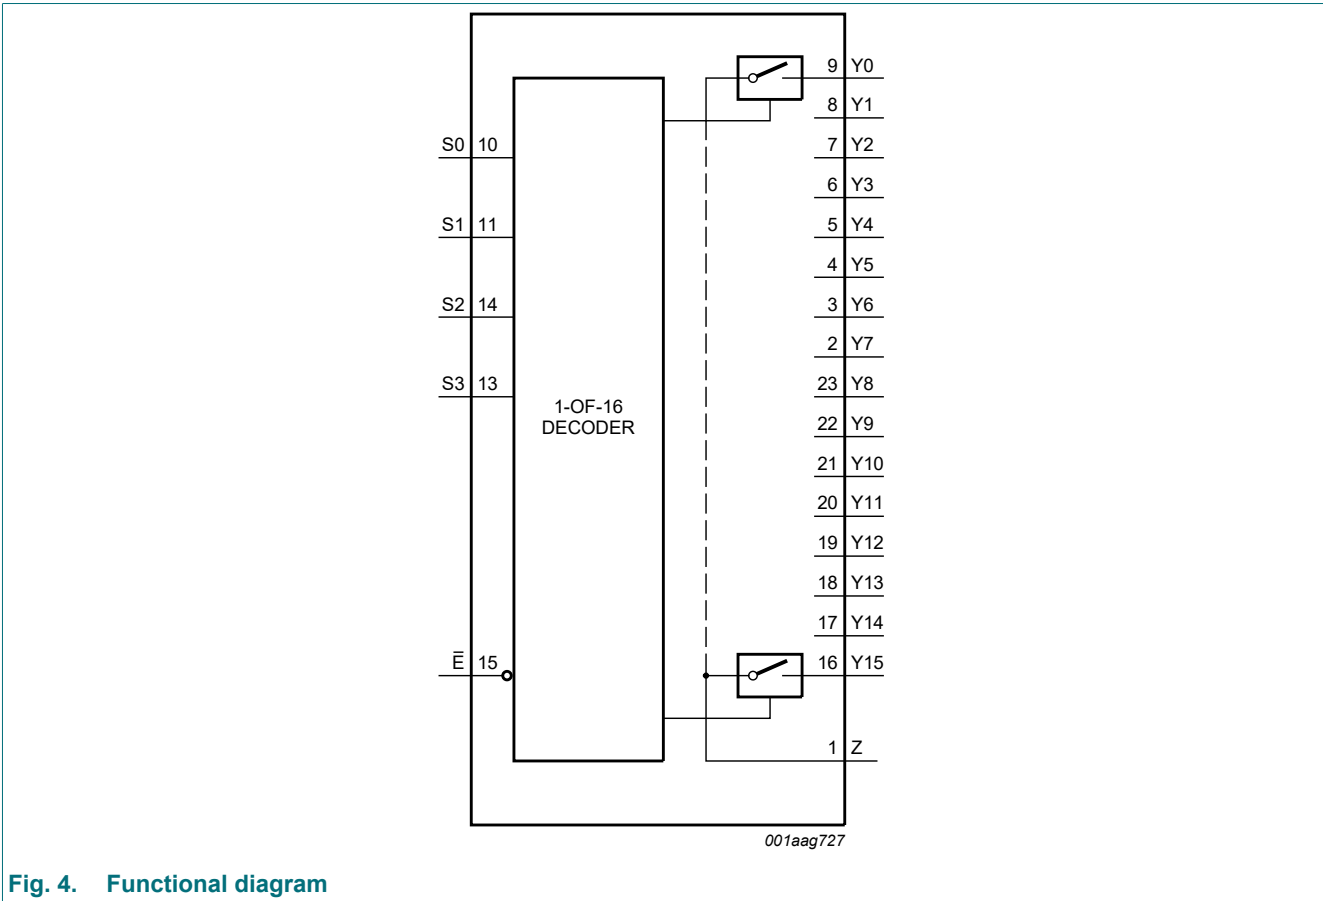 9 Y0
8 Y1
S0 10
7 Y2
6 Y3
S1 11
5 Y4
4 Y5
S2 14
3 Y6
2 Y7
S3 13
23 Y8
1-OF-16
DECODER
22 Y9
21 Y10
20 Y11
19 Y12
18 Y13
17 Y14
E̅ 15
16 Y15
1 Z
001aag727
Fig. 4. Functional diagram